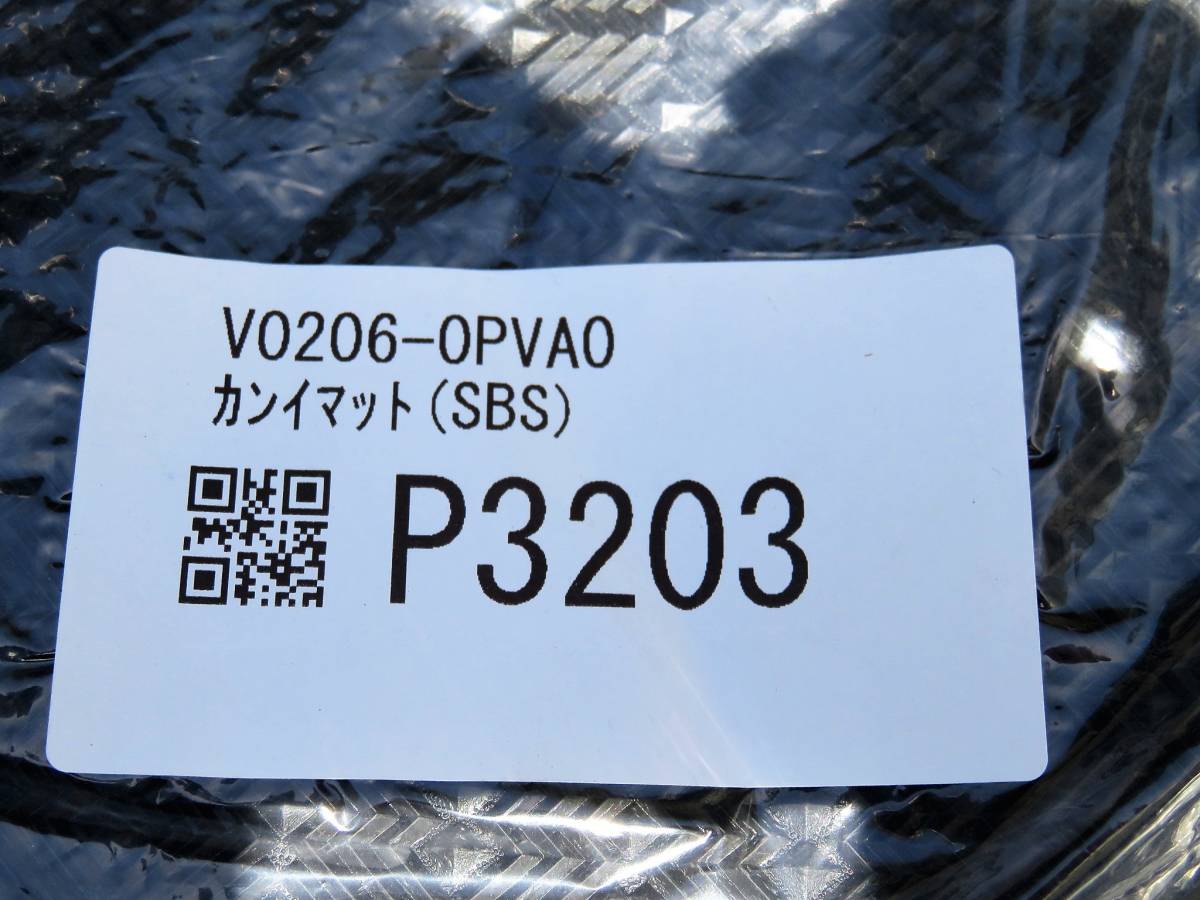 V0206-0PVA0
ｶﾝｲﾏｯﾄ(SBS)
P3203